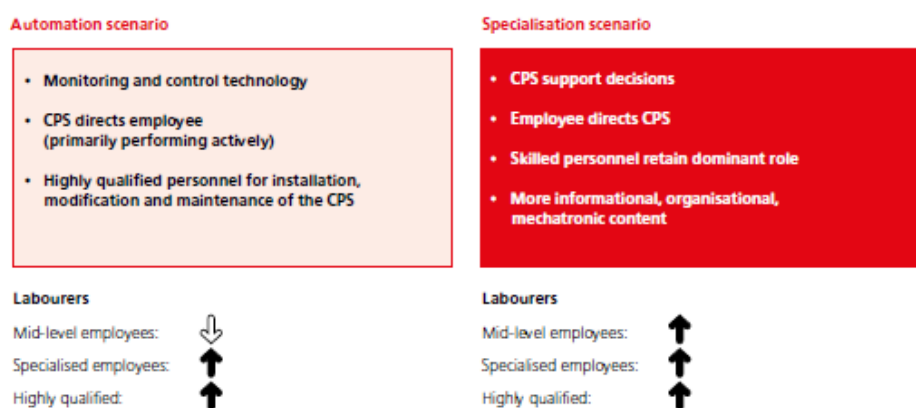 Automation scenario
• Monitoring and control technology
• CPS directs employee
(primarily performing actively)
• Highly qualified personnel for installation,
modification and maintenance of the CPS
Labourers
Mid-level employees:
Specialised employees:
Highly qualified:
Specialisation scenario
• CPS support decisions
• Employee directs CPS
• Skilled personnel retain dominant role
• More informational, organisational,
mechatronic content
Labourers
Mid-level employees:
Specialised employees:
Highly qualified: